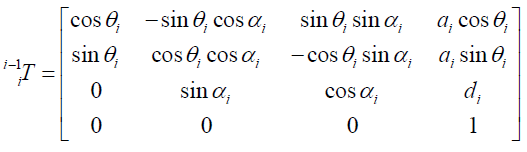 cos θᵢ −sin θᵢ cos αᵢ sin θᵢ sin αᵢ aᵢ cos θᵢ
sin θᵢ cos θᵢ cos αᵢ −cos θᵢ sin αᵢ aᵢ sin θᵢ
ⁱ⁻¹ᵢT =
0 sin αᵢ cos αᵢ dᵢ
0 0 0 1